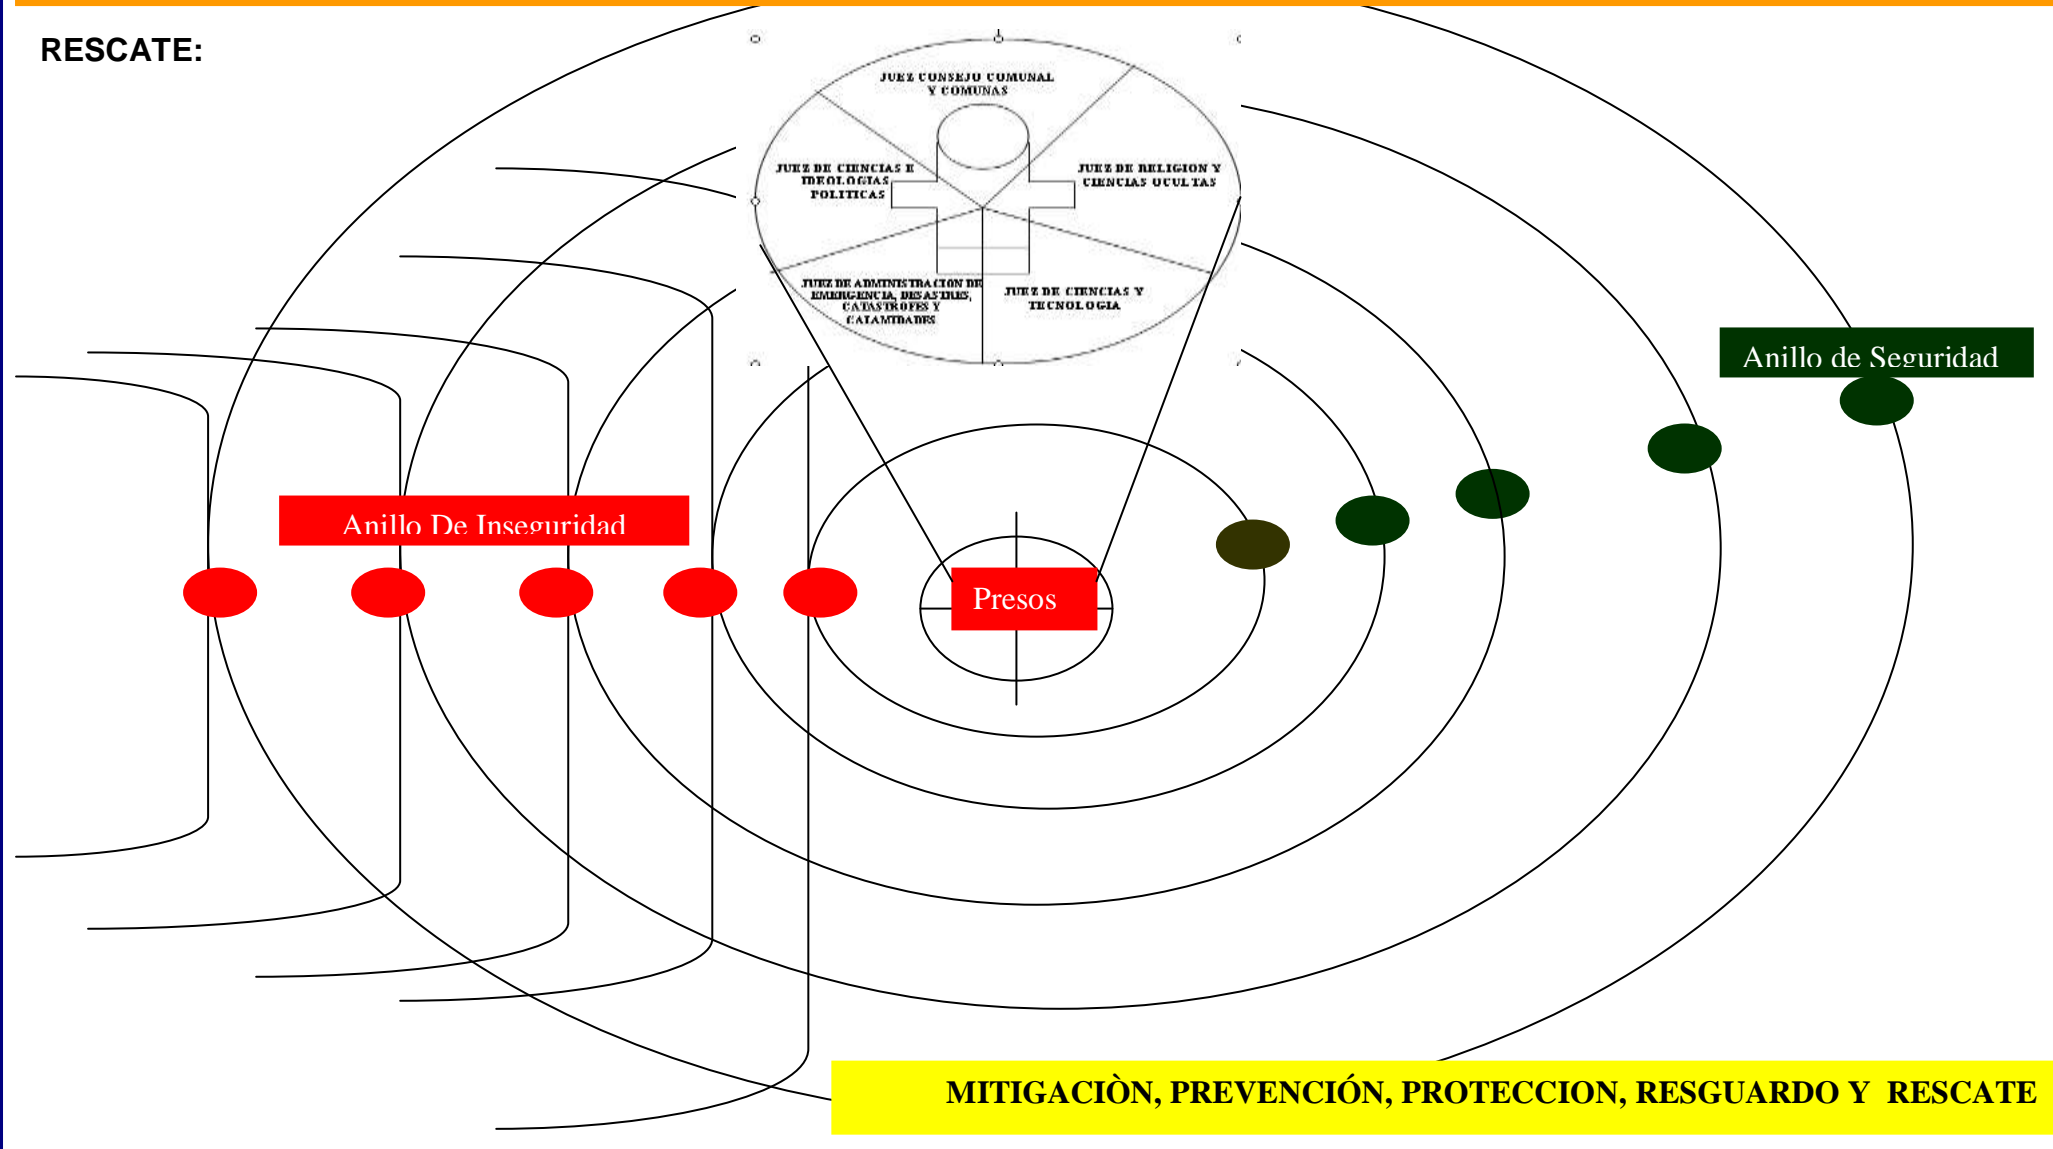 RESCATE:
JUEZ CONSEJO COMUNAL
Y COMUNAS
JUEZ DE CIENCIAS E
IDEOLOGIAS
POLITICAS
JUEZ DE RELIGION Y
CIENCIAS OCULTAS
JUEZ DE ADMINISTRACION DE
EMERGENCIA, DESASTRES,
CATASTROFES Y
CALAMIDADES
JUEZ DE CIENCIAS Y
TECNOLOGIA
Anillo de Seguridad
Anillo De Inseguridad
Presos
MITIGACIÒN, PREVENCIÓN, PROTECCION, RESGUARDO Y  RESCATE